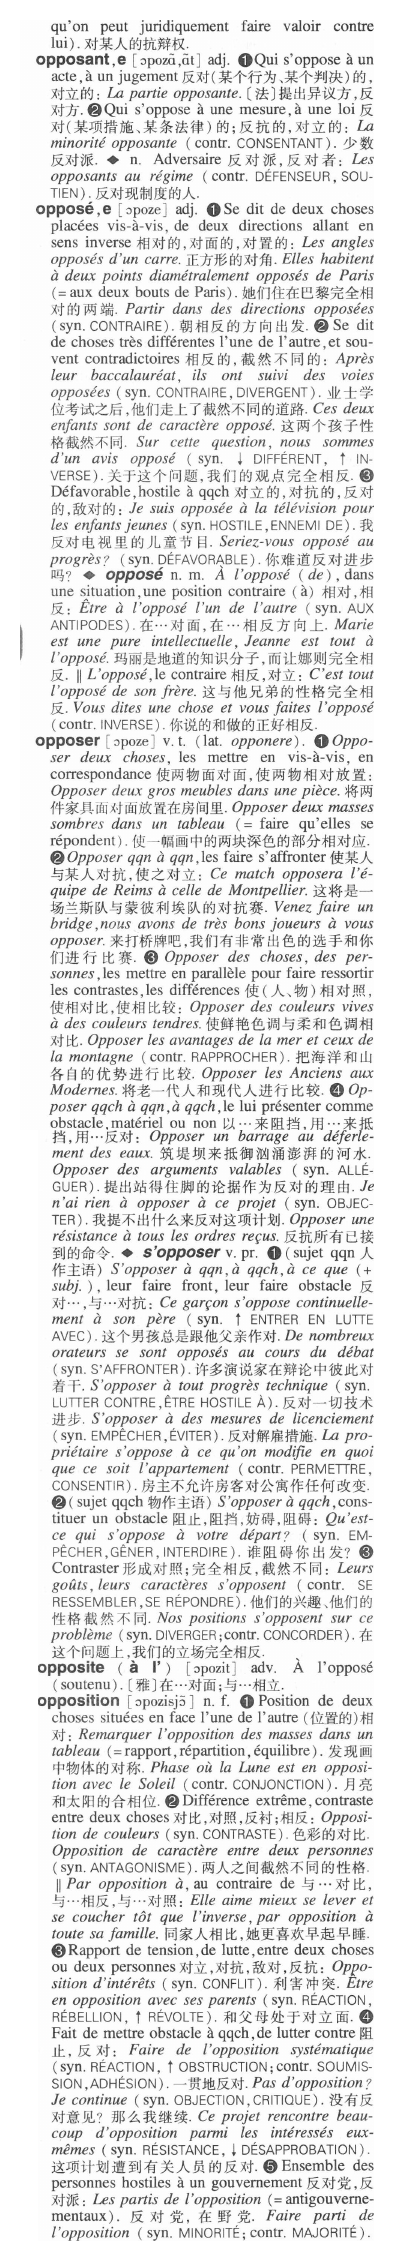 qu'on peut juridiquement faire valoir contre
lui). 对某人的抗辩权.
opposant,e [ɔpozɑ̃,ɑ̃t] adj. ❶Qui s'oppose à un
acte,à un jugement 反对(某个行为、某个判决)的,
对立的: La partie opposante. [法]提出异议方,反
对方. ❷Qui s'oppose à une mesure,à une loi 反
对(某项措施、某条法律)的;反抗的,对立的: La
minorité opposante (contr. CONSENTANT). 少数
反对派. ◆ n. Adversaire 反对派,反对者: Les
opposants au régime (contr. DÉFENSEUR, SOU-
TIEN). 反对现制度的人.
opposé,e [ɔpoze] adj. ❶Se dit de deux choses
placées vis-à-vis, de deux directions allant en
sens inverse 相对的,对面的,对置的: Les angles
opposés d'un carre. 正方形的对角. Elles habitent
à deux points diamétralement opposés de Paris
(=aux deux bouts de Paris). 她们住在巴黎完全相
对的两端. Partir dans des directions opposées
(syn. CONTRAIRE). 朝相反的方向出发. ❷Se dit
de choses très différentes l'une de l'autre,et sou-
vent contradictoires 相反的,截然不同的: Après
leur baccalauréat, ils ont suivi des voies
opposées (syn. CONTRAIRE, DIVERGENT). 业士学
位考试之后,他们走上了截然不同的道路. Ces deux
enfants sont de caractère opposé. 这两个孩子性
格截然不同. Sur cette question, nous sommes
d'un avis opposé (syn. ↓ DIFFÉRENT, ↑ IN-
VERSE). 关于这个问题,我们的观点完全相反. ❸
Défavorable,hostile à qqch 对立的,对抗的,反对
的,敌对的: Je suis opposée à la télévision pour
les enfants jeunes (syn. HOSTILE,ENNEMI DE). 我
反对电视里的儿童节目. Seriez-vous opposé au
progrès? (syn. DÉFAVORABLE). 你难道反对进步
吗? ◆ opposé n. m. À l'opposé (de), dans
une situation,une position contraire (à) 相对,相
反: Être à l'opposé l'un de l'autre (syn. AUX
ANTIPODES). 在…对面,在…相反方向上. Marie
est une pure intellectuelle, Jeanne est tout à
l'opposé. 玛丽是地道的知识分子,而让娜则完全相
反. ‖ L'opposé,le contraire 相反,对立: C'est tout
l'opposé de son frère. 这与他兄弟的性格完全相
反. Vous dites une chose et vous faites l'opposé
(contr. INVERSE). 你说的和做的正好相反.
opposer [ɔpoze] v. t. (lat. opponere). ❶Oppo-
ser deux choses, les mettre en vis-à-vis, en
correspondance 使两物面对面,使两物相对放置:
Opposer deux gros meubles dans une pièce. 将两
件家具面对面放置在房间里. Opposer deux masses
sombres dans un tableau (= faire qu'elles se
répondent). 使一幅画中的两块深色的部分相对应.
❷Opposer qqn à qqn,les faire s'affronter 使某人
与某人对抗,使之对立: Ce match opposera l'é-
quipe de Reims à celle de Montpellier. 这将是一
场兰斯队与蒙彼利埃队的对抗赛. Venez faire un
bridge,nous avons de très bons joueurs à vous
opposer. 来打桥牌吧,我们有非常出色的选手和你
们进行比赛. ❸ Opposer des choses, des per-
sonnes,les mettre en parallèle pour faire ressortir
les contrastes,les différences 使(人、物)相对照,
使相对比,使相比较: Opposer des couleurs vives
à des couleurs tendres. 使鲜艳色调与柔和色调相
对比. Opposer les avantages de la mer et ceux de
la montagne (contr. RAPPROCHER). 把海洋和山
各自的优势进行比较. Opposer les Anciens aux
Modernes. 将老一代人和现代人进行比较. ❹ Op-
poser qqch à qqn,à qqch,le lui présenter comme
obstacle,matériel ou non 以…来阻挡,用…来抵
挡,用…反对: Opposer un barrage au déferle-
ment des eaux. 筑堤坝来抵御汹涌澎湃的河水.
Opposer des arguments valables (syn. ALLÉ-
GUER). 提出站得住脚的论据作为反对的理由. Je
n'ai rien à opposer à ce projet (syn. OBJEC-
TER). 我提不出什么来反对这项计划. Opposer une
résistance à tous les ordres reçus. 反抗所有已接
到的命令. ◆ s'opposer v. pr. ❶(sujet qqn 人
作主语) S'opposer à qqn,à qqch,à ce que (+
subj.), leur faire front, leur faire obstacle 反
对…,与…对抗: Ce garçon s'oppose continuelle-
ment à son père (syn. ↑ ENTRER EN LUTTE
AVEC). 这个男孩总是跟他父亲作对. De nombreux
orateurs se sont opposés au cours du débat
(syn. S'AFFRONTER). 许多演说家在辩论中彼此对
着干. S'opposer à tout progrès technique (syn.
LUTTER CONTRE,ÊTRE HOSTILE À). 反对一切技术
进步. S'opposer à des mesures de licenciement
(syn. EMPÊCHER,ÉVITER). 反对解雇措施. La pro-
priétaire s'oppose à ce qu'on modifie en quoi
que ce soit l'appartement (contr. PERMETTRE,
CONSENTIR). 房主不允许房客对公寓作任何改变.
❷(sujet qqch 物作主语) S'opposer à qqch,cons-
tituer un obstacle 阻止,阻挡,妨碍,阻碍: Qu'est-
ce qui s'oppose à votre départ? (syn. EM-
PÊCHER,GÊNER,INTERDIRE). 谁阻碍你出发? ❸
Contraster 形成对照;完全相反,截然不同: Leurs
goûts,leurs caractères s'opposent (contr. SE
RESSEMBLER,SE RÉPONDRE). 他们的兴趣、他们的
性格截然不同. Nos positions s'opposent sur ce
problème (syn. DIVERGER;contr. CONCORDER). 在
这个问题上,我们的立场完全相反.
opposite (à l') [ɔpozit] adv. À l'opposé
(soutenu). [雅]在…对面;与…相立.
opposition [ɔpozisjɔ̃] n. f. ❶Position de deux
choses situées en face l'une de l'autre (位置的)相
对: Remarquer l'opposition des masses dans un
tableau (=rapport,répartition,équilibre). 发现画
中物体的对称. Phase où la Lune est en opposi-
tion avec le Soleil (contr. CONJONCTION). 月亮
和太阳的合相位. ❷Différence extrême,contraste
entre deux choses 对比,对照,反衬;相反: Opposi-
tion de couleurs (syn. CONTRASTE). 色彩的对比.
Opposition de caractère entre deux personnes
(syn. ANTAGONISME). 两人之间截然不同的性格.
‖ Par opposition à,au contraire de 与…对比,
与…相反,与…对照: Elle aime mieux se lever et
se coucher tôt que l'inverse, par opposition à
toute sa famille. 同家人相比,她更喜欢早起早睡.
❸Rapport de tension,de lutte,entre deux choses
ou deux personnes 对立,对抗,敌对,反抗: Oppo-
sition d'intérêts (syn. CONFLIT). 利害冲突. Être
en opposition avec ses parents (syn. RÉACTION,
RÉBELLION, ↑ RÉVOLTE). 和父母处于对立面. ❹
Fait de mettre obstacle à qqch,de lutter contre 阻
止,反对: Faire de l'opposition systématique
(syn. RÉACTION, ↑ OBSTRUCTION;contr. SOUMIS-
SION,ADHÉSION). 一贯地反对. Pas d'opposition?
Je continue (syn. OBJECTION,CRITIQUE). 没有反
对意见? 那么我继续. Ce projet rencontre beau-
coup d'opposition parmi les intéressés eux-
mêmes (syn. RÉSISTANCE, ↓ DÉSAPPROBATION).
这项计划遭到有关人员的反对. ❺Ensemble des
personnes hostiles à un gouvernement 反对党,反
对派: Les partis de l'opposition (=antigouverne-
mentaux). 反对党,在野党. Faire parti de
l'opposition (syn. MINORITÉ; contr. MAJORITÉ).